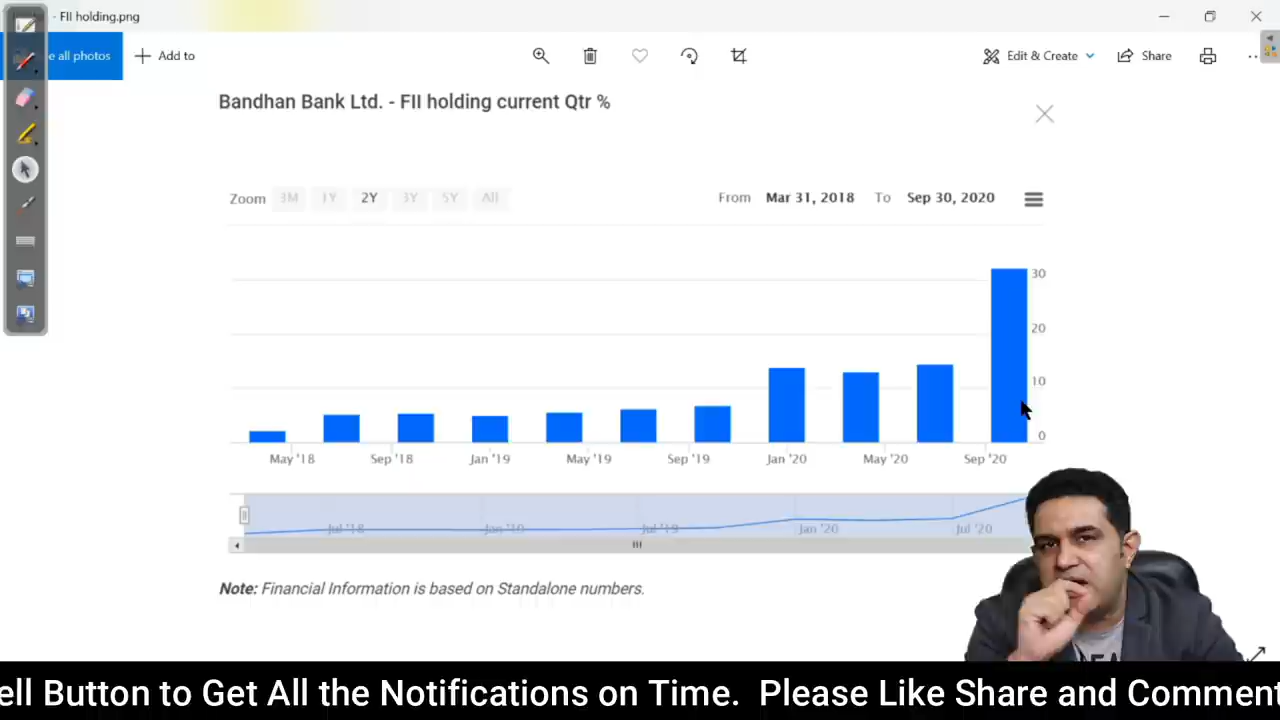 - FII holding.png
e all photos
Add to
Edit & Create
Share
Bandhan Bank Ltd. - FII holding current Qtr %
Zoom 3M 1Y 2Y 3Y 5Y All
From Mar 31, 2018 To Sep 30, 2020
30
20
10
0
May '18 Sep '18 Jan '19 May '19 Sep '19 Jan '20 May '20 Sep '20
Jul '18 Jan '19 Jul '19 Jan '20 Jul '20
Note: Financial Information is based on Standalone numbers.
ell Button to Get All the Notifications on Time. Please Like Share and Comment